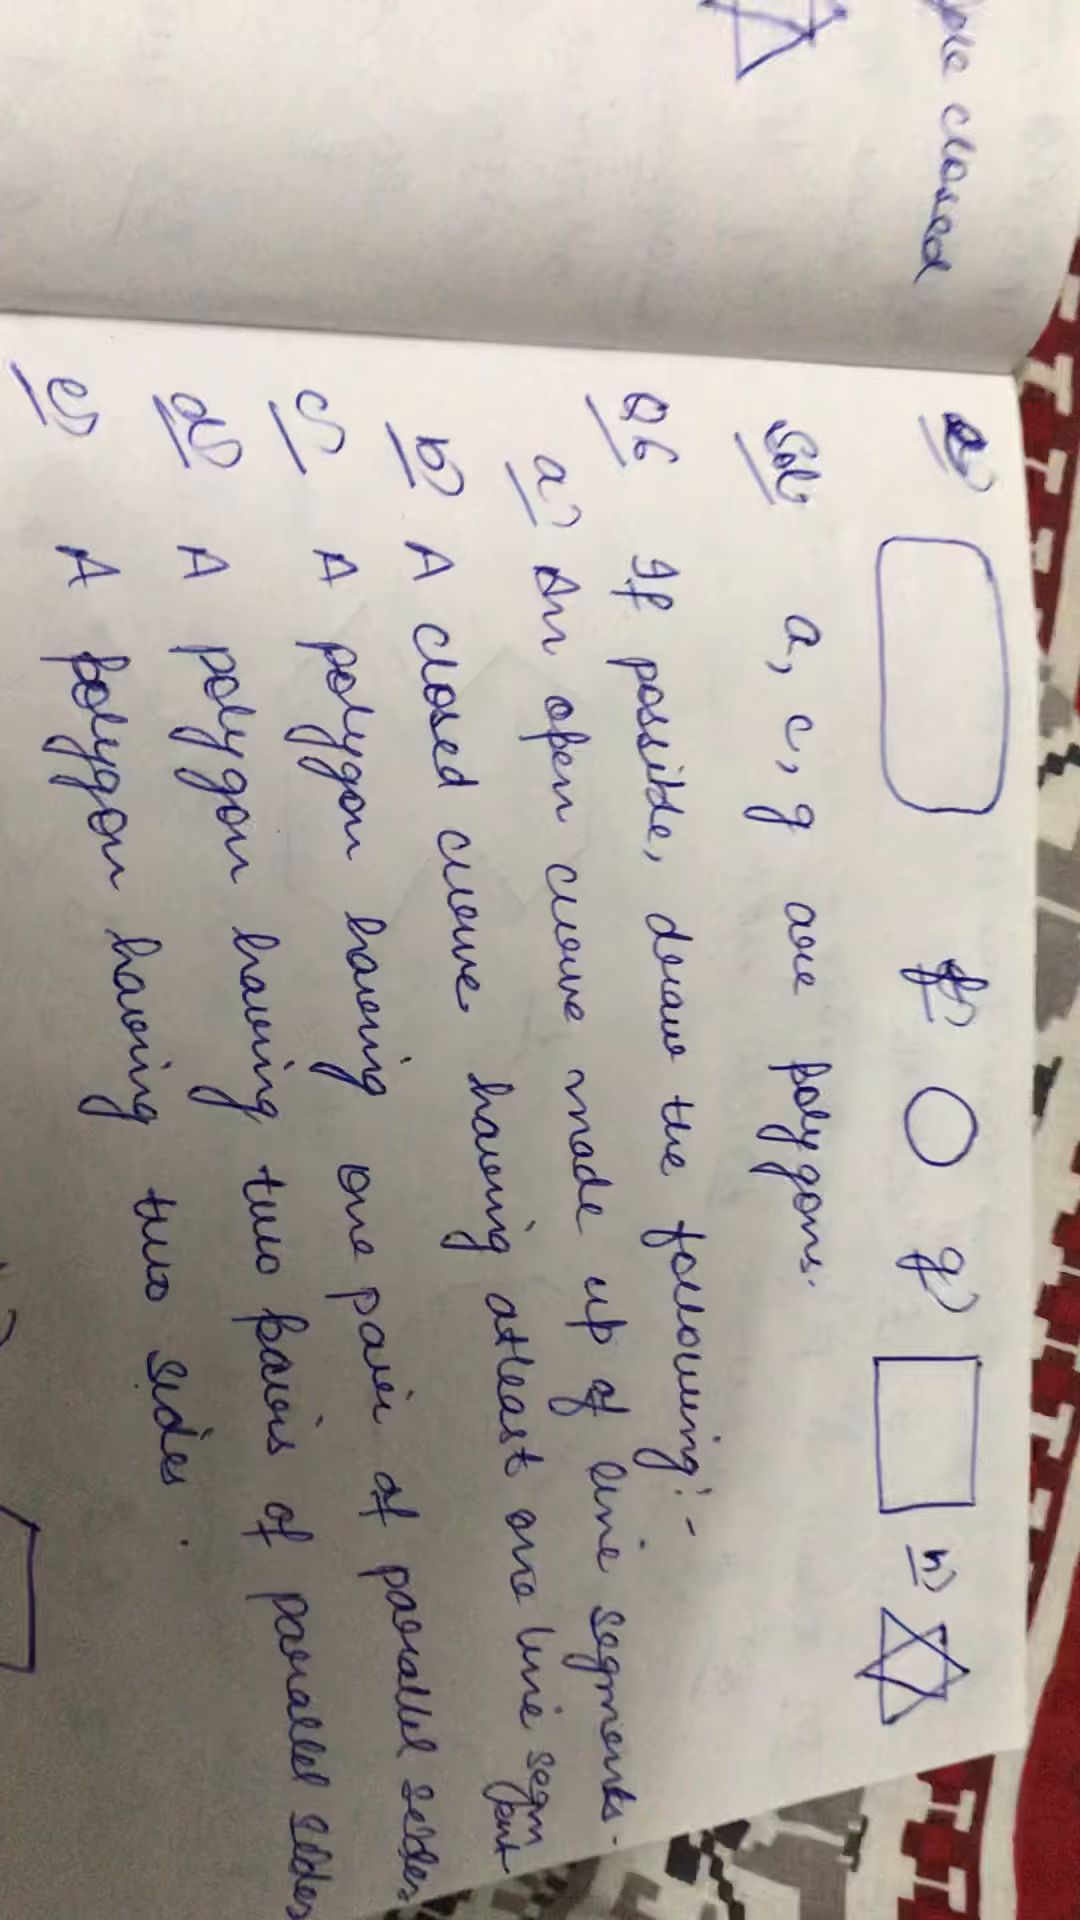 are closed
e) f) g) h)
Sol: a, c, g are polygons.
Q6 If possible, draw the following:-
a) An open curve made up of line segments.
b) A closed curve having atleast one line segment
c) A polygon having one pair of parallel sides.
d) A polygon having two pairs of parallel sides
e) A polygon having two sides.